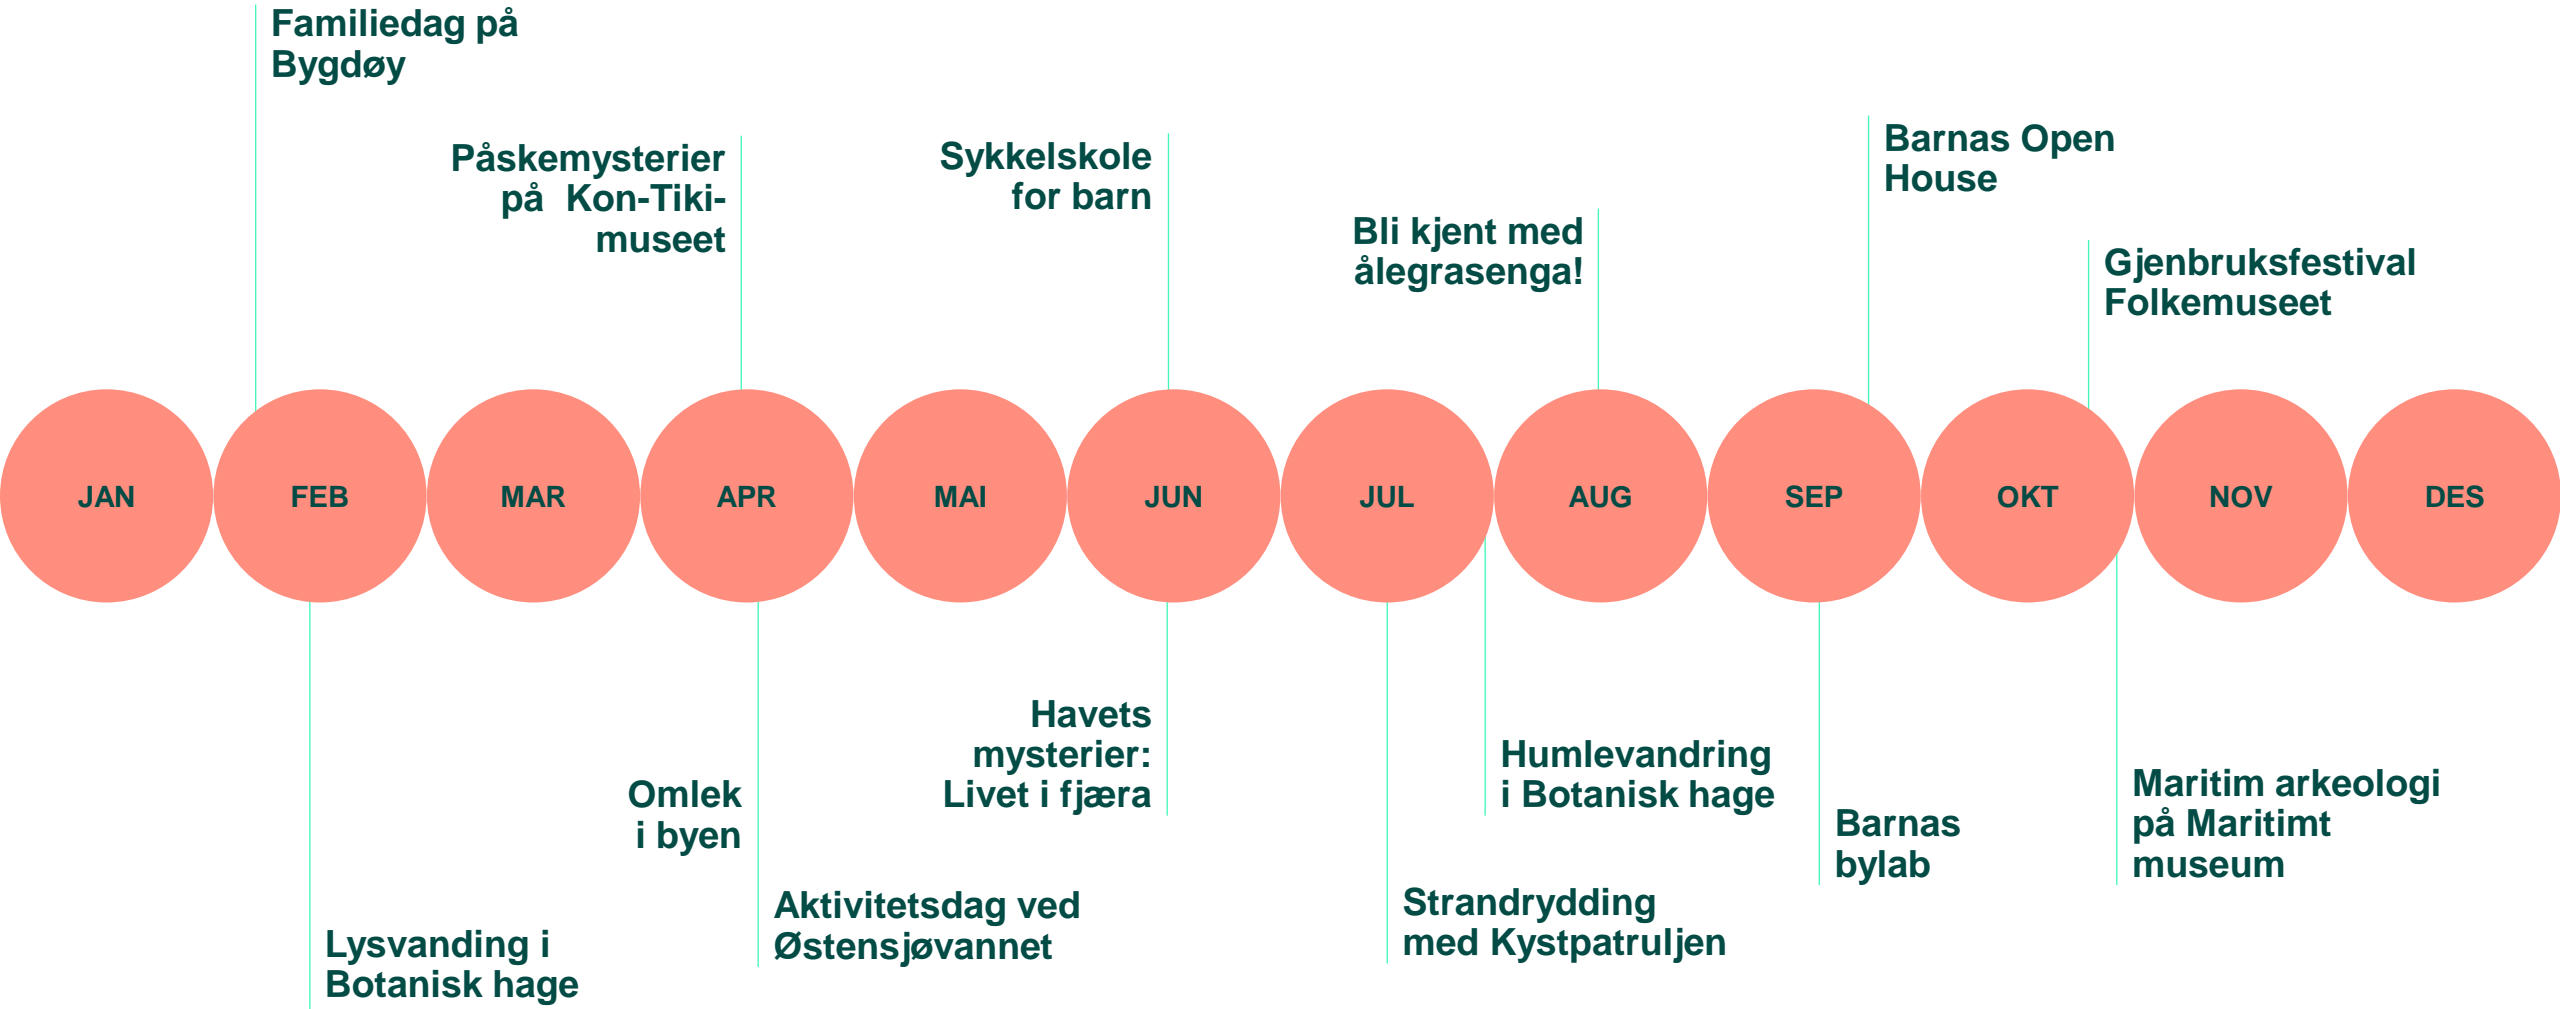 Familiedag på
Bygdøy
Påskemysterier
på  Kon-Tiki-
museet
Sykkelskole
for barn
Bli kjent med
ålegrasenga!
Barnas Open
House
Gjenbruksfestival
Folkemuseet
JAN
FEB
MAR
APR
MAI
JUN
JUL
AUG
SEP
OKT
NOV
DES
Lysvanding i
Botanisk hage
Omlek
i byen
Aktivitetsdag ved
Østensjøvannet
Havets
mysterier:
Livet i fjæra
Humlevandring
i Botanisk hage
Strandrydding
med Kystpatruljen
Barnas
bylab
Maritim arkeologi
på Maritimt
museum